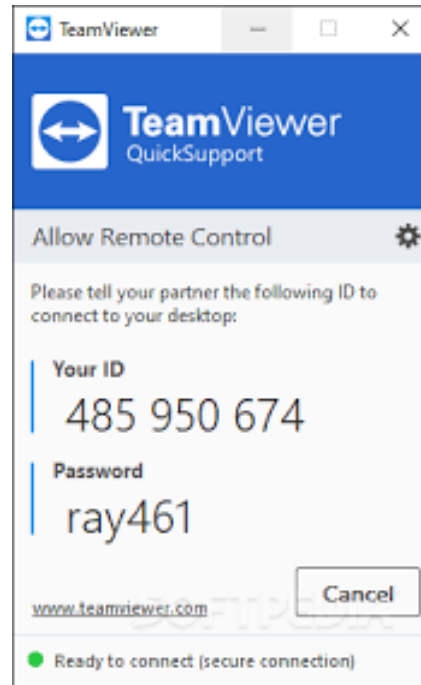 TeamViewer
TeamViewer
QuickSupport
Allow Remote Control
Please tell your partner the following ID to
connect to your desktop:
Your ID
485 950 674
Password
ray461
Cancel
www.teamviewer.com
SOFTPEDIA
Ready to connect (secure connection)